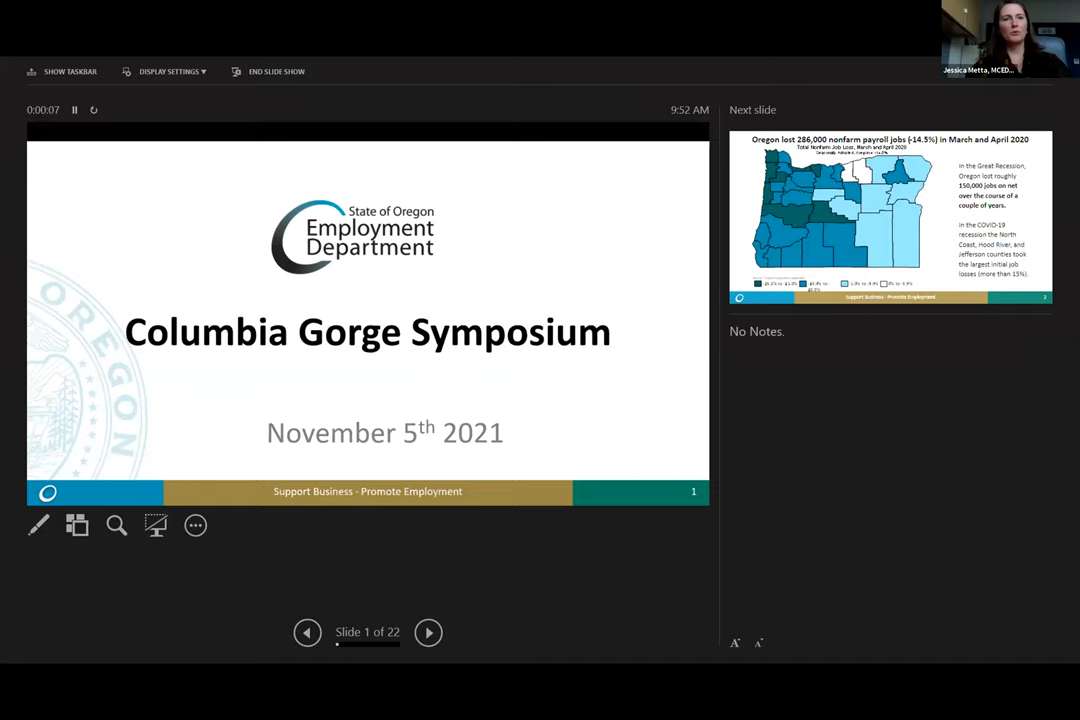 Jessica Metta, MCED...
SHOW TASKBAR
DISPLAY SETTINGS ▾
END SLIDE SHOW
0:00:07
9:52 AM
Next slide
State of Oregon
Employment
Department
OREGON
Columbia Gorge Symposium
November 5th 2021
Support Business · Promote Employment
1
Oregon lost 286,000 nonfarm payroll jobs (-14.5%) in March and April 2020
Total Nonfarm Job Loss, March and April 2020
In the Great Recession,
Oregon lost roughly
150,000 jobs on net
over the course of a
couple of years.
In the COVID-19
recession the North
Coast, Hood River, and
Jefferson counties took
the largest initial job
losses (more than 15%).
Support Business · Promote Employment
2
No Notes.
Slide 1 of 22
A
A